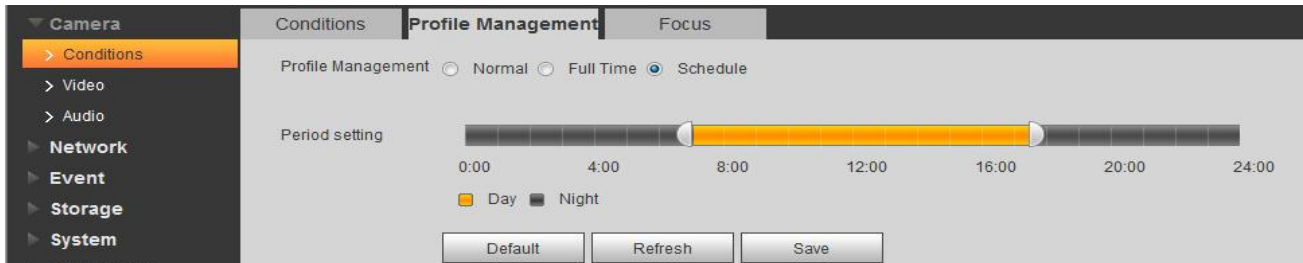 Camera
Conditions
Video
Audio
Network
Event
Storage
System
Conditions Profile Management Focus
Profile Management Normal Full Time Schedule
Period setting
0:00 4:00 8:00 12:00 16:00 20:00 24:00
Day Night
Default Refresh Save